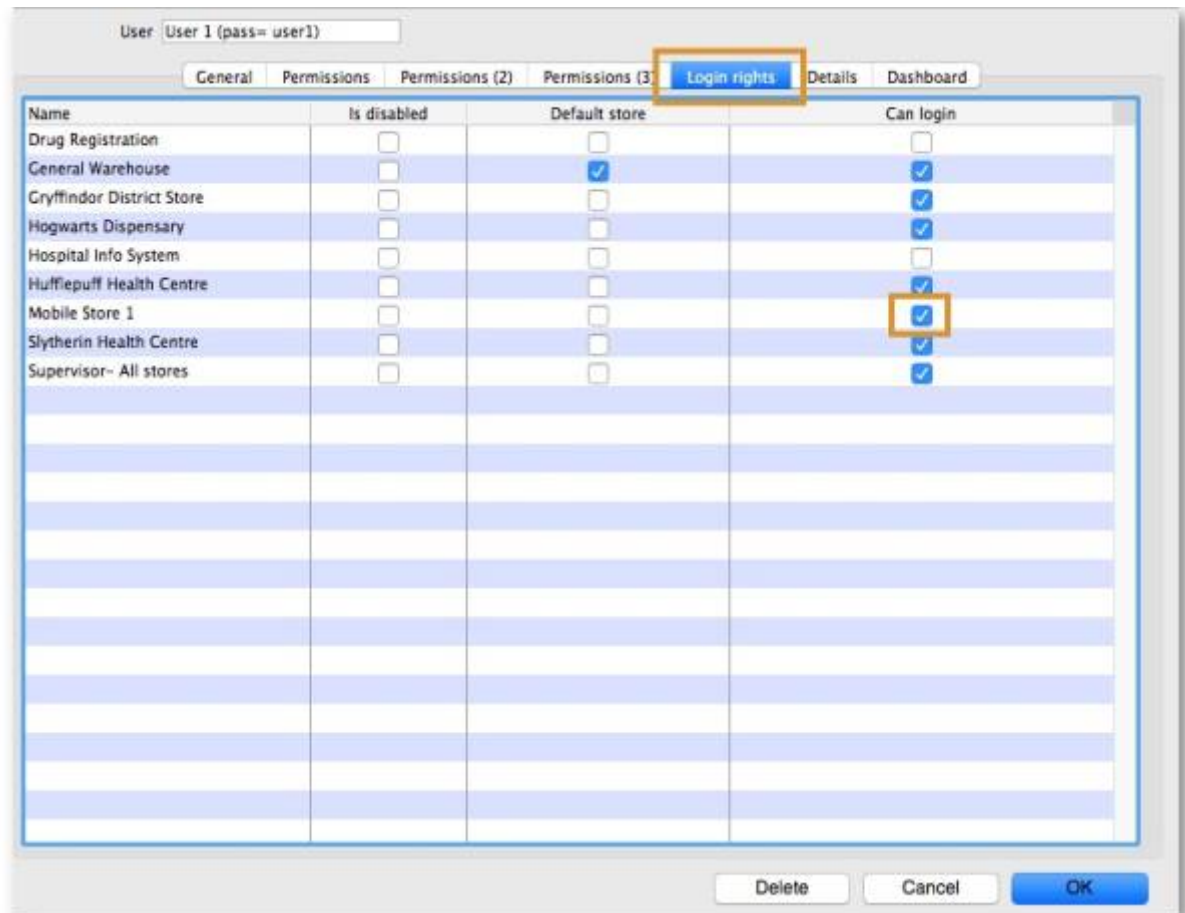 User User 1 (pass= user1)
General Permissions Permissions (2) Permissions (3) Login rights Details Dashboard
Name Is disabled Default store Can login
Drug Registration
General Warehouse
Gryffindor District Store
Hogwarts Dispensary
Hospital Info System
Hufflepuff Health Centre
Mobile Store 1
Slytherin Health Centre
Supervisor- All stores
Delete Cancel OK